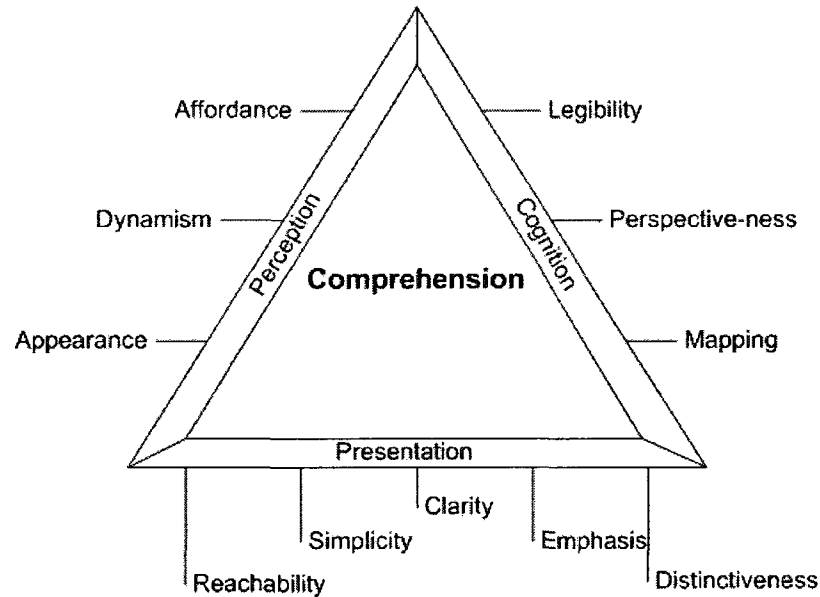 Affordance
Legibility
Dynamism
Perception
Cognition
Perspective-ness
Comprehension
Appearance
Mapping
Presentation
Clarity
Simplicity
Emphasis
Reachability
Distinctiveness